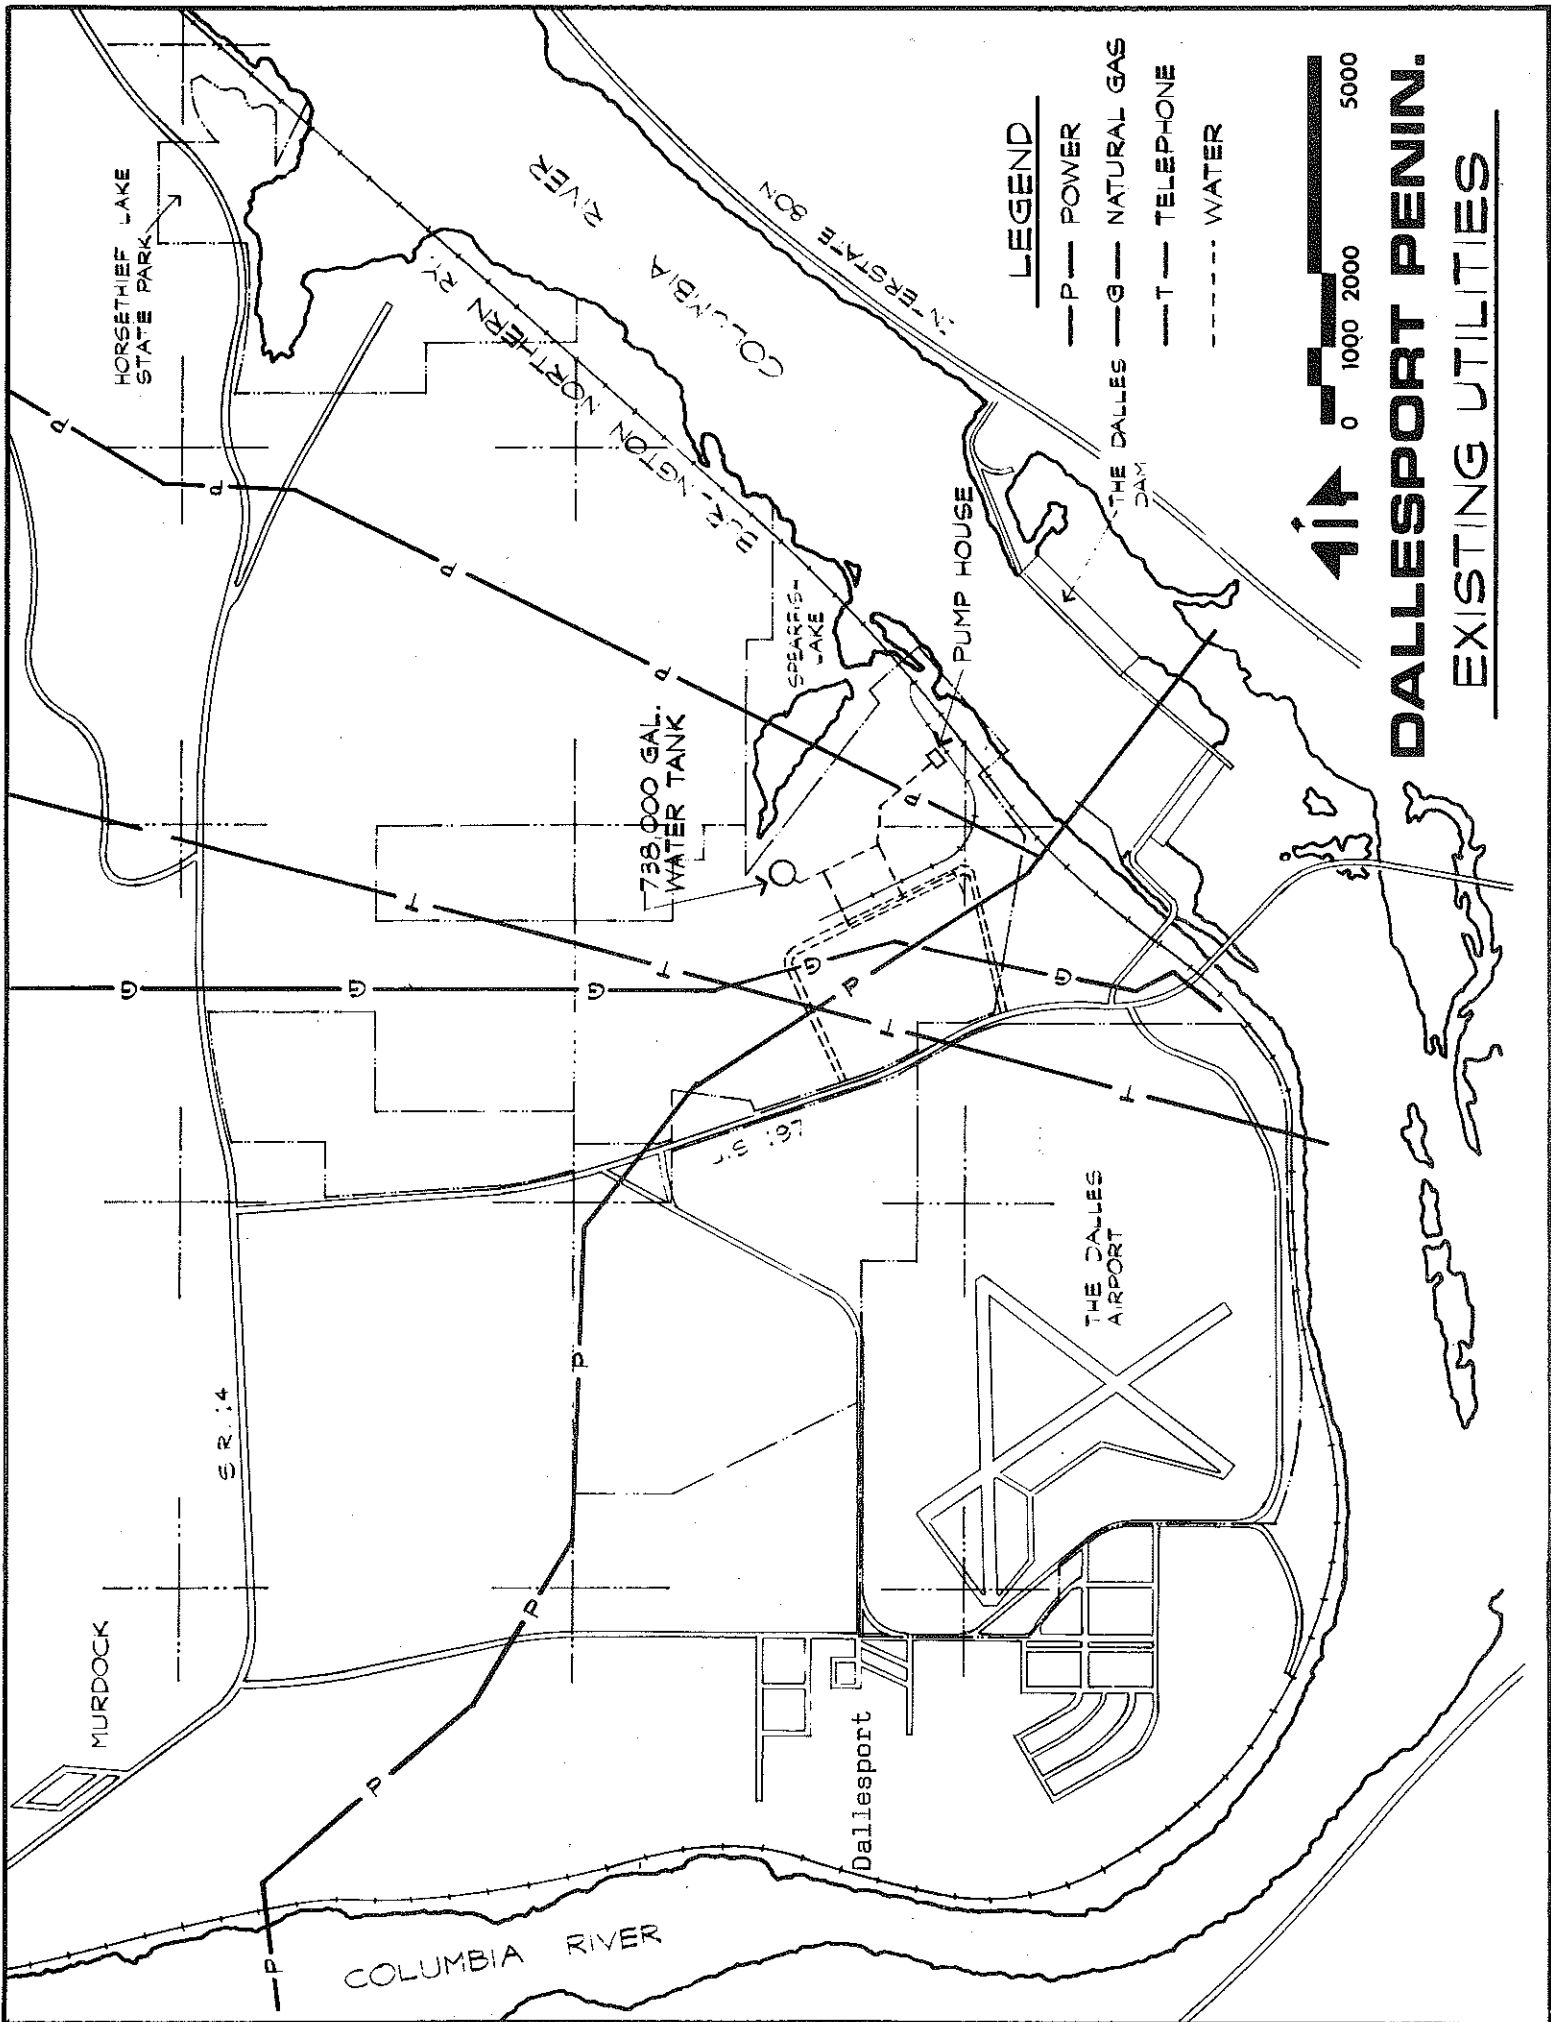 HORSETHIEF LAKE
STATE PARK
MURDOCK
S.R. 14
P
P
P
P
P
P
P
P
P
P
P
T
T
T
T
G
G
G
G
G
738,000 GAL.
WATER TANK
SPEARFISH
LAKE
BURLINGTON NORTHERN RY.
COLUMBIA RIVER
INTERSTATE 80N
PUMP HOUSE
THE DALLES
DAM
U.S. 197
THE DALLES
AIRPORT
Dallesport
COLUMBIA RIVER
LEGEND
P POWER
G NATURAL GAS
T TELEPHONE
WATER
0 1000 2000 5000
DALLESPORT PENIN.
EXISTING UTILITIES